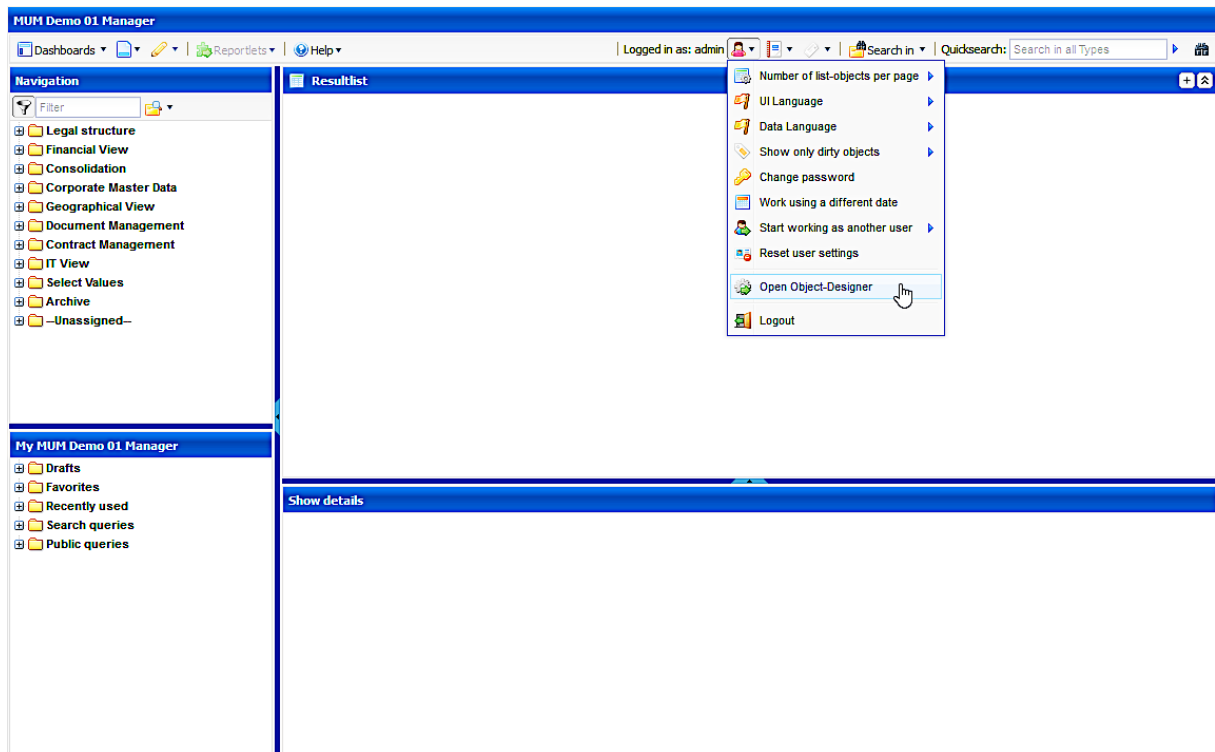 MUM Demo 01 Manager
Dashboards Reportlets Help Logged in as: admin Search in Quicksearch: Search in all Types
Navigation
Filter
Legal structure
Financial View
Consolidation
Corporate Master Data
Geographical View
Document Management
Contract Management
IT View
Select Values
Archive
--Unassigned--
My MUM Demo 01 Manager
Drafts
Favorites
Recently used
Search queries
Public queries
Resultlist
Number of list-objects per page
UI Language
Data Language
Show only dirty objects
Change password
Work using a different date
Start working as another user
Reset user settings
Open Object-Designer
Logout
Show details